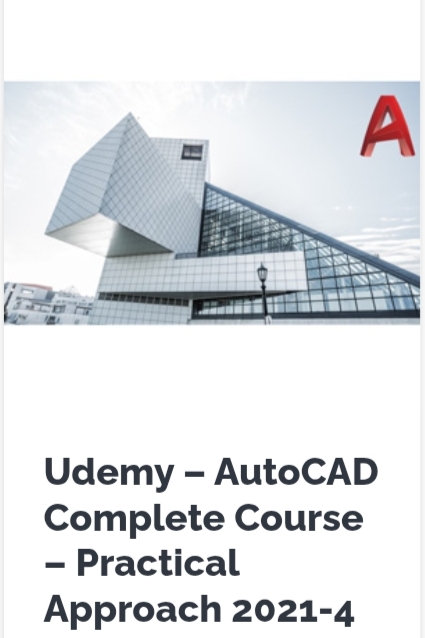 Udemy – AutoCAD
Complete Course
– Practical
Approach 2021-4